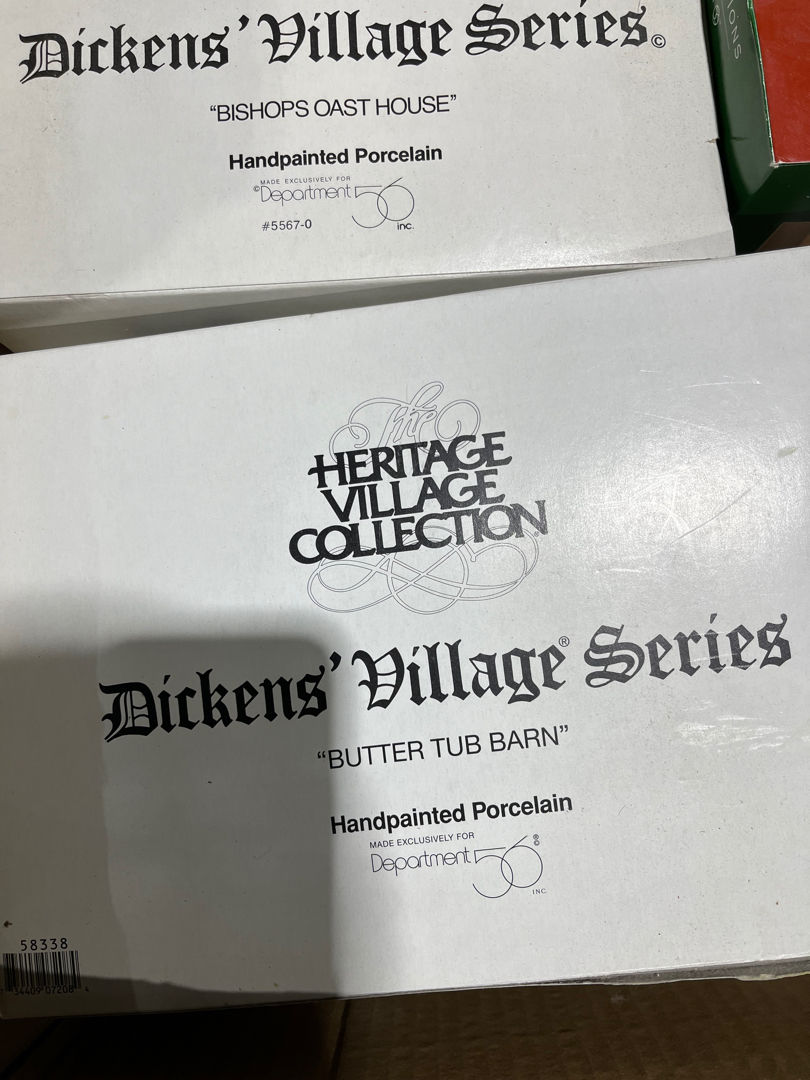 IONS
Dickens' Village Series©
“BISHOPS OAST HOUSE”
Handpainted Porcelain
MADE EXCLUSIVELY FOR
©Department 56
#5567-0
inc.
The
HERITAGE
VILLAGE
COLLECTION®
Dickens' Village® Series
“BUTTER TUB BARN”
Handpainted Porcelain
MADE EXCLUSIVELY FOR
Department 56®©
INC.
58338